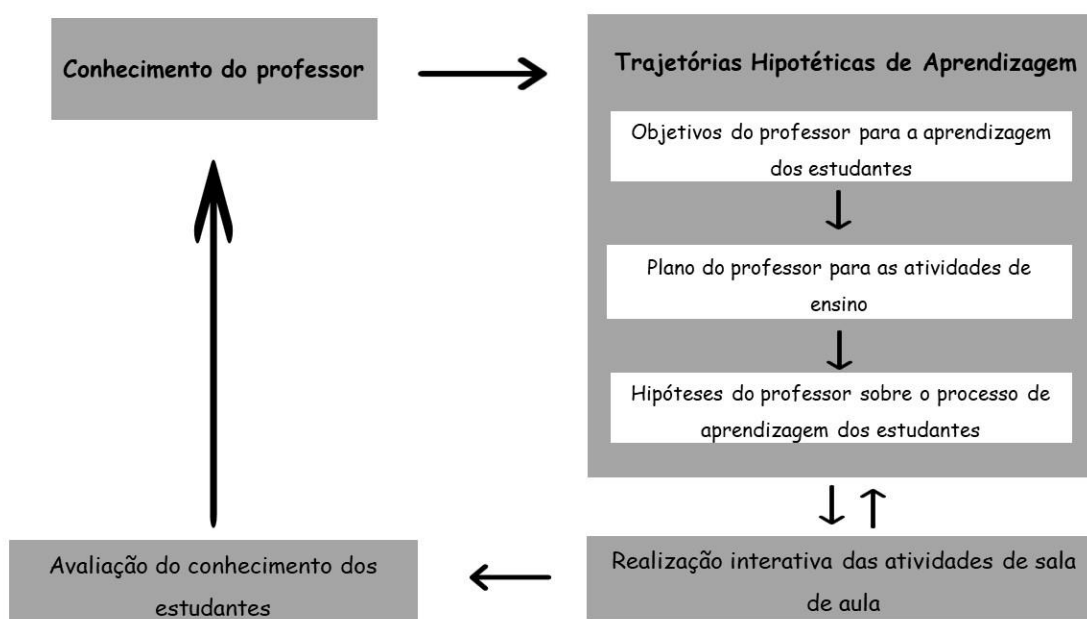 Conhecimento do professor
Trajetórias Hipotéticas de Aprendizagem
Objetivos do professor para a aprendizagem
dos estudantes
Plano do professor para as atividades de
ensino
Hipóteses do professor sobre o processo de
aprendizagem dos estudantes
Realização interativa das atividades de sala
de aula
Avaliação do conhecimento dos
estudantes